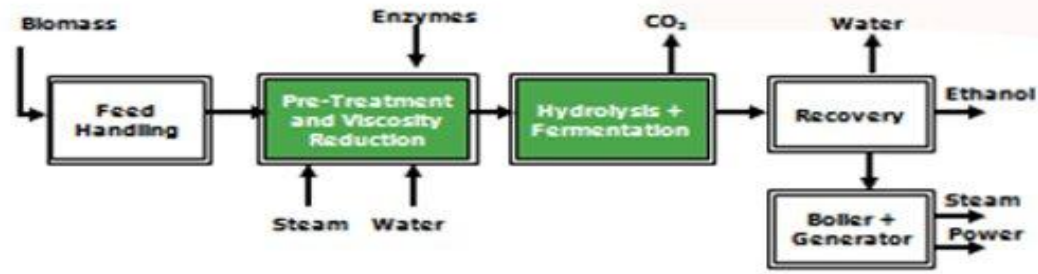 Biomass
Enzymes
CO₂
Water
Feed
Handling
Pre-Treatment
and Viscosity
Reduction
Hydrolysis +
Fermentation
Recovery
Ethanol
Steam
Water
Boiler +
Generator
Steam
Power